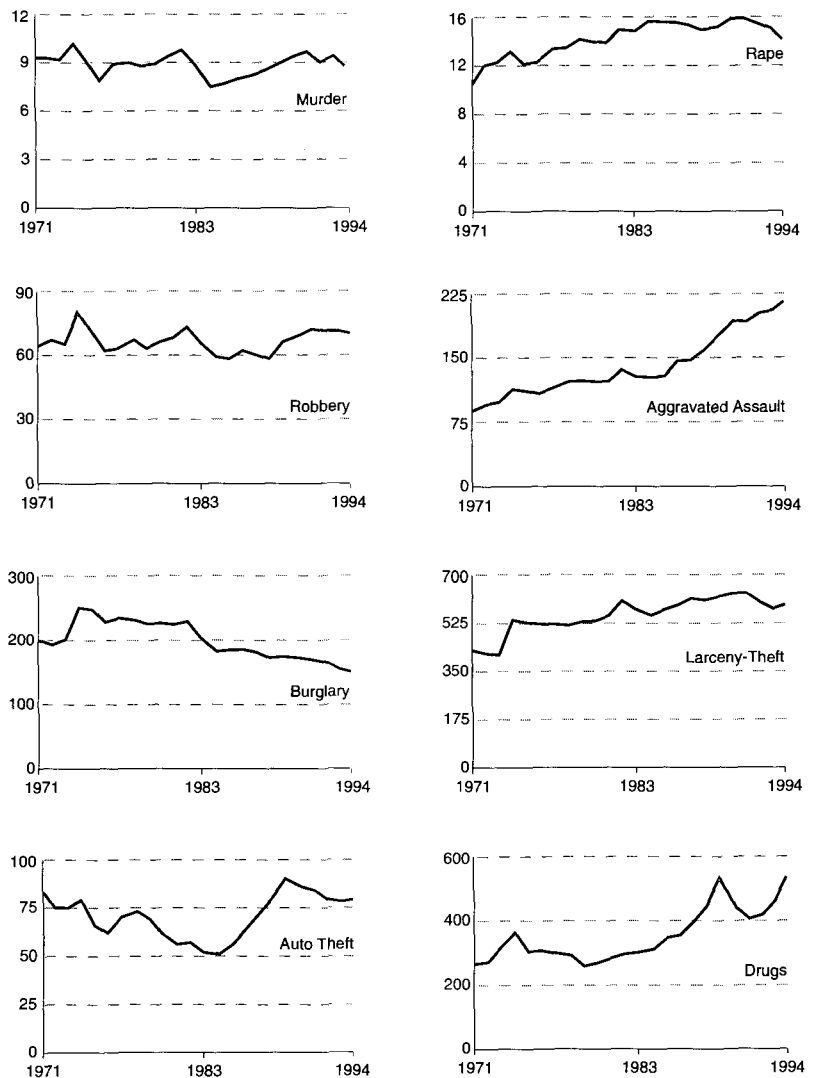 12
9
6
3
0
Murder
1971 1983 1994
16
12
8
4
0
Rape
1971 1983 1994
90
60
30
0
Robbery
1971 1983 1994
225
150
75
0
Aggravated Assault
1971 1983 1994
300
200
100
0
Burglary
1971 1983 1994
700
525
350
175
0
Larceny-Theft
1971 1983 1994
100
75
50
25
0
Auto Theft
1971 1983 1994
600
400
200
0
Drugs
1971 1983 1994